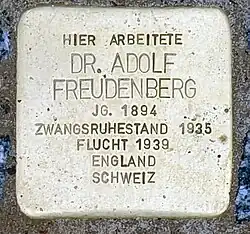 HIER ARBEITETE
DR. ADOLF
FREUDENBERG
JG. 1894
ZWANGSRUHESTAND 1935
FLUCHT 1939
ENGLAND
SCHWEIZ